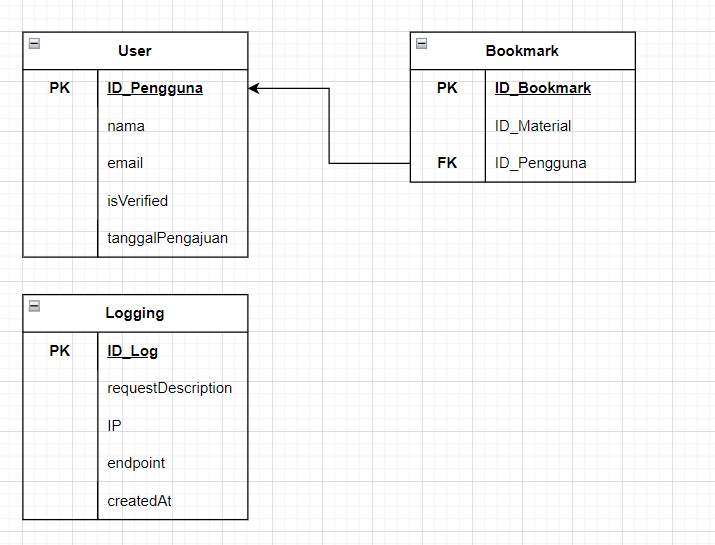 User
PK ID_Pengguna
nama
email
isVerified
tanggalPengajuan
Bookmark
PK ID_Bookmark
ID_Material
FK ID_Pengguna
Logging
PK ID_Log
requestDescription
IP
endpoint
createdAt